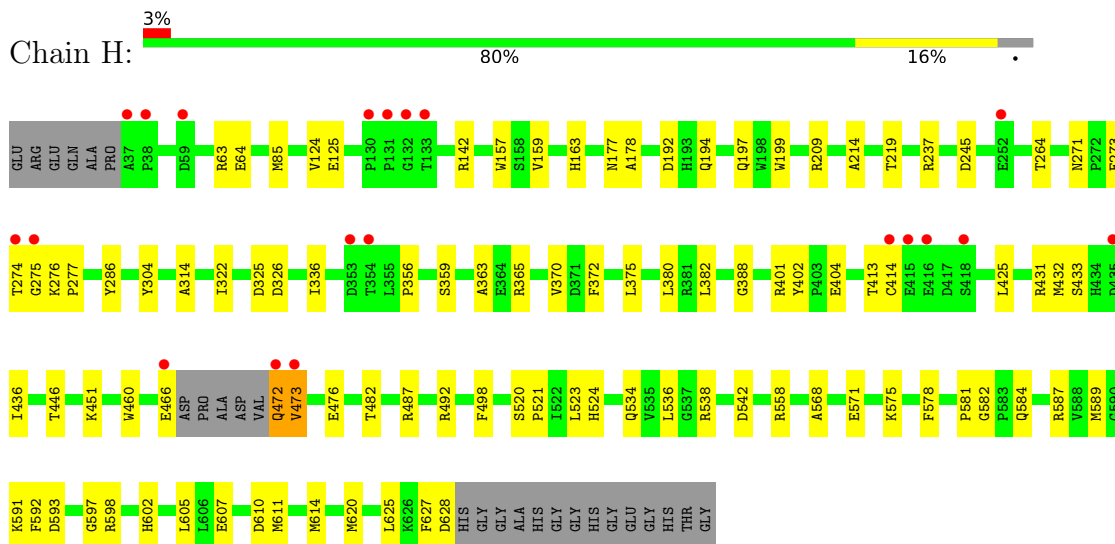 3%
Chain H:
80%
16%
•
GLU ARG GLU GLN ALA PRO A37 P38 D59 R63 E64 M85 V124 E125 P130 P131 G132 T133 R142 W157 S158 V159 H163 N177 A178 D192 H193 Q194 Q197 W198 W199 R209 A214 T219 R237 D245 E252 T264 N271 P272 E273
T274 G275 K276 P277 Y286 Y304 A314 I322 D325 D326 I336 D353 T354 L355 P356 S359 A363 E364 R365 V370 D371 F372 L375 L380 R381 L382 G388 R401 Y402 P403 E404 T413 C414 E415 E416 D417 S418 L425 R431 M432 S433 H434 D435
I436 T446 K451 W460 E466 ASP PRO ALA ASP VAL Q472 V473 E476 T482 R487 R492 F498 S520 P521 I522 L523 H524 Q534 V535 L536 G537 R538 D542 R558 A568 E571 K575 F578 P581 G582 P583 Q584 R587 V588 M589 G590
K591 F592 D593 G597 R598 H602 L605 L606 E607 D610 M611 M614 M620 L625 K626 F627 D628 HIS GLY GLY ALA HIS GLY GLY HIS GLY GLU GLY HIS THR GLY